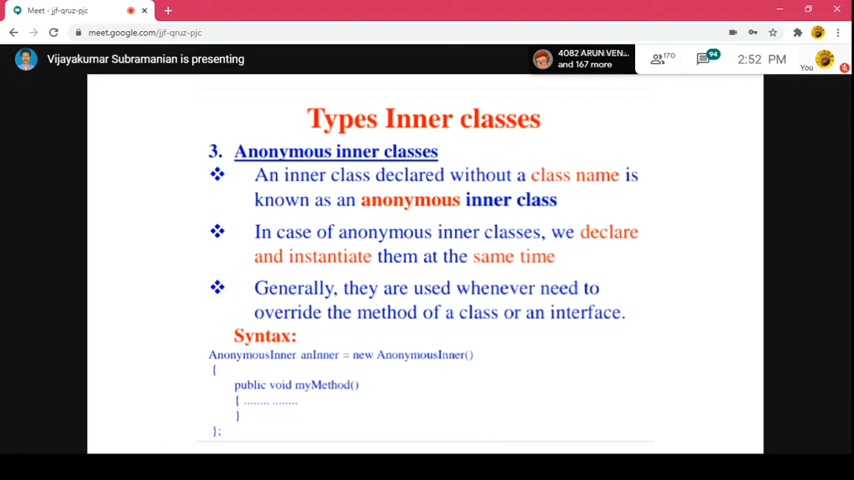 Meet - jjf-qruz-pjc
meet.google.com/jjf-qruz-pjc
Vijayakumar Subramanian is presenting
4082 ARUN VEN...
and 167 more
170
94
2:52 PM
You
Types Inner classes
3. Anonymous inner classes
❖ An inner class declared without a class name is
known as an anonymous inner class
❖ In case of anonymous inner classes, we declare
and instantiate them at the same time
❖ Generally, they are used whenever need to
override the method of a class or an interface.
Syntax:
AnonymousInner anInner = new AnonymousInner()
{
public void myMethod()
{ ........ ........
}
};